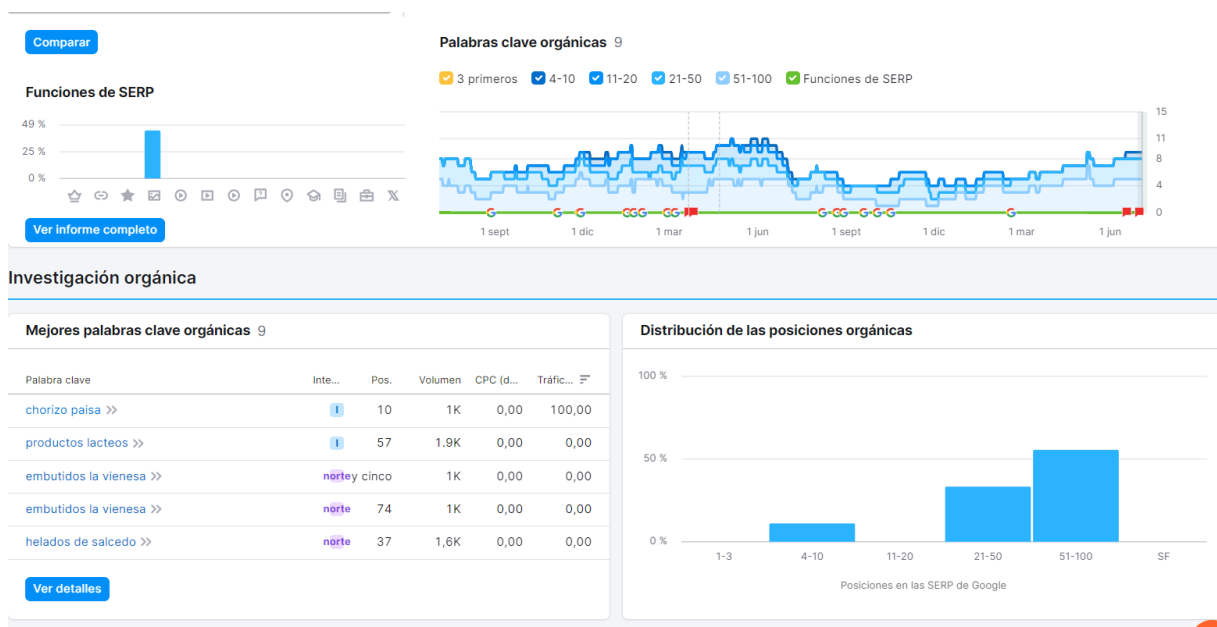 Comparar
Funciones de SERP
49 %
25 %
0 %
Ver informe completo
Palabras clave orgánicas 9
3 primeros 4-10 11-20 21-50 51-100 Funciones de SERP
15
11
8
4
0
1 sept 1 dic 1 mar 1 jun 1 sept 1 dic 1 mar 1 jun
Investigación orgánica
Mejores palabras clave orgánicas 9
Palabra clave Inte... Pos. Volumen CPC (d... Tráfic...
chorizo paisa I 10 1K 0,00 100,00
productos lacteos I 57 1.9K 0,00 0,00
embutidos la vienesa nortey cinco 1K 0,00 0,00
embutidos la vienesa norte 74 1K 0,00 0,00
helados de salcedo norte 37 1,6K 0,00 0,00
Ver detalles
Distribución de las posiciones orgánicas
100 %
50 %
0 %
1-3 4-10 11-20 21-50 51-100 SF
Posiciones en las SERP de Google